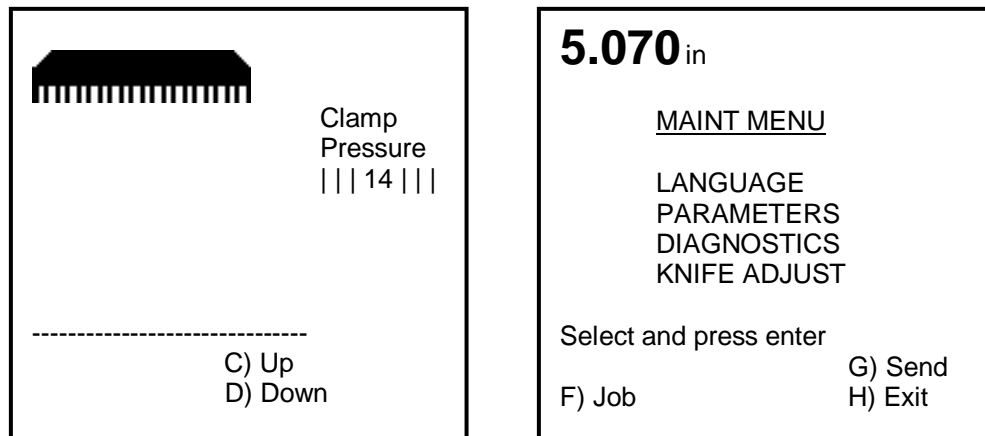 Clamp
Pressure
| | | 14 | | |
------------------------------
C) Up
D) Down
5.070 in
MAINT MENU
LANGUAGE
PARAMETERS
DIAGNOSTICS
KNIFE ADJUST
Select and press enter
G) Send
F) Job H) Exit